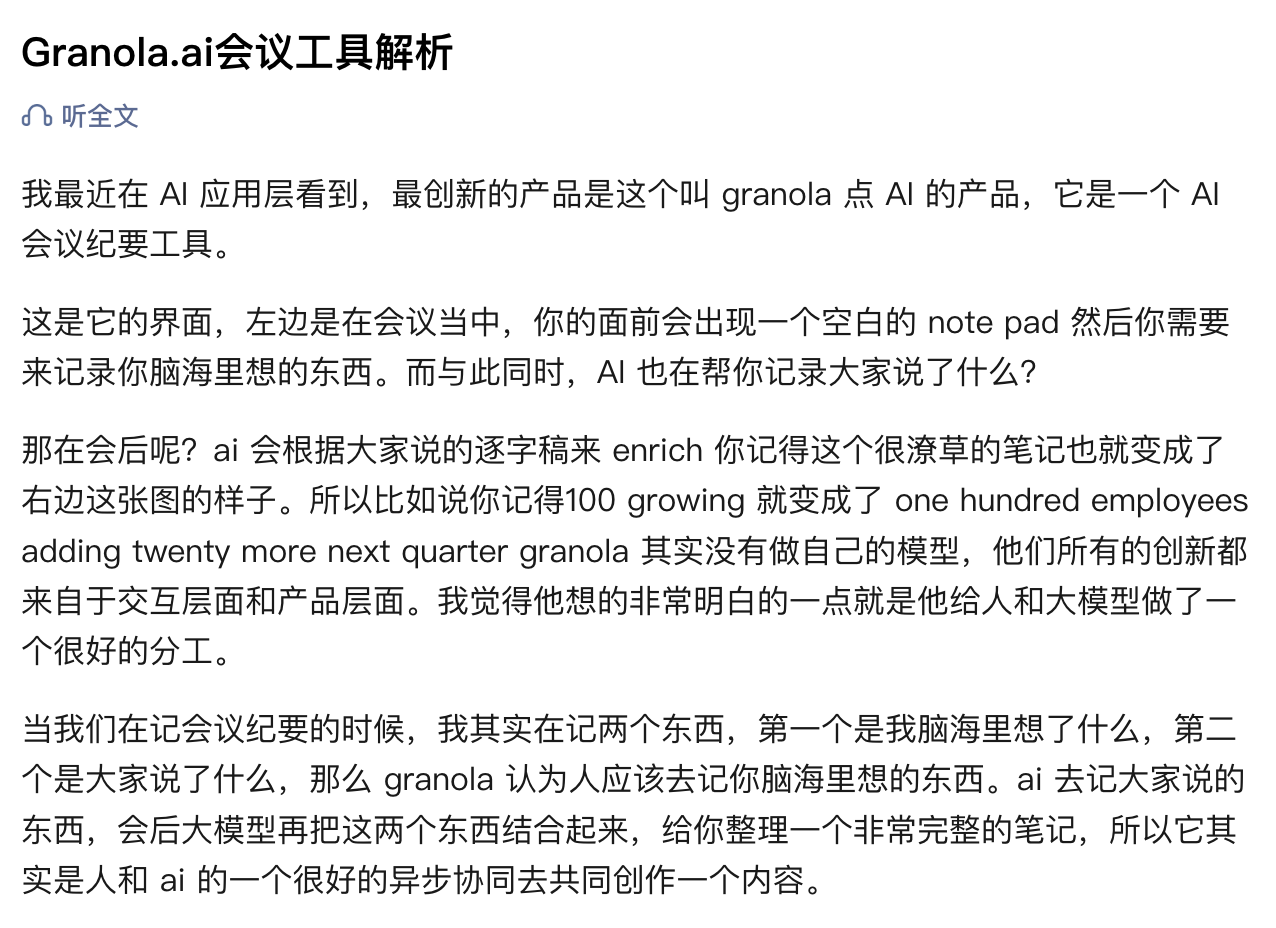 Granola.ai会议工具解析
听全文
我最近在 AI 应用层看到，最创新的产品是这个叫 granola 点 AI 的产品，它是一个 AI
会议纪要工具。
这是它的界面，左边是在会议当中，你的面前会出现一个空白的 note pad 然后你需要
来记录你脑海里想的东西。而与此同时，AI 也在帮你记录大家说了什么？
那在会后呢？ai 会根据大家说的逐字稿来 enrich 你记得这个很潦草的笔记也就变成了
右边这张图的样子。所以比如说你记得100 growing 就变成了 one hundred employees
adding twenty more next quarter granola 其实没有做自己的模型，他们所有的创新都
来自于交互层面和产品层面。我觉得他想的非常明白的一点就是他给人和大模型做了一
个很好的分工。
当我们在记会议纪要的时候，我其实在记两个东西，第一个是我脑海里想了什么，第二
个是大家说了什么，那么 granola 认为人应该去记你脑海里想的东西。ai 去记大家说的
东西，会后大模型再把这两个东西结合起来，给你整理一个非常完整的笔记，所以它其
实是人和 ai 的一个很好的异步协同去共同创作一个内容。